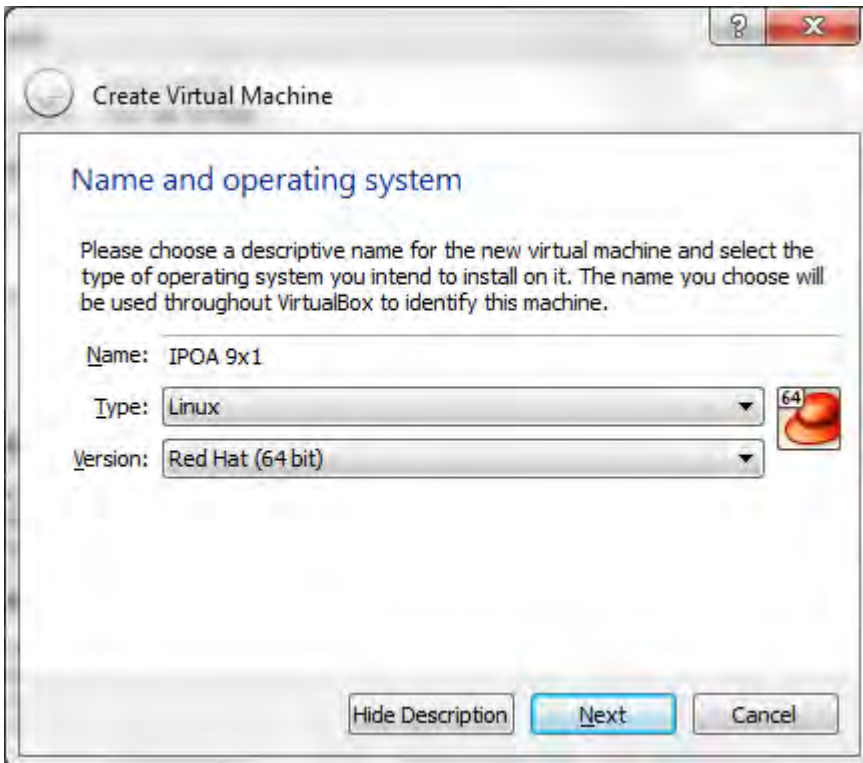 Create Virtual Machine
Name and operating system
Please choose a descriptive name for the new virtual machine and select the
type of operating system you intend to install on it. The name you choose will
be used throughout VirtualBox to identify this machine.
Name: IPOA 9x1
Type: Linux
64
Version: Red Hat (64 bit)
Hide Description Next Cancel